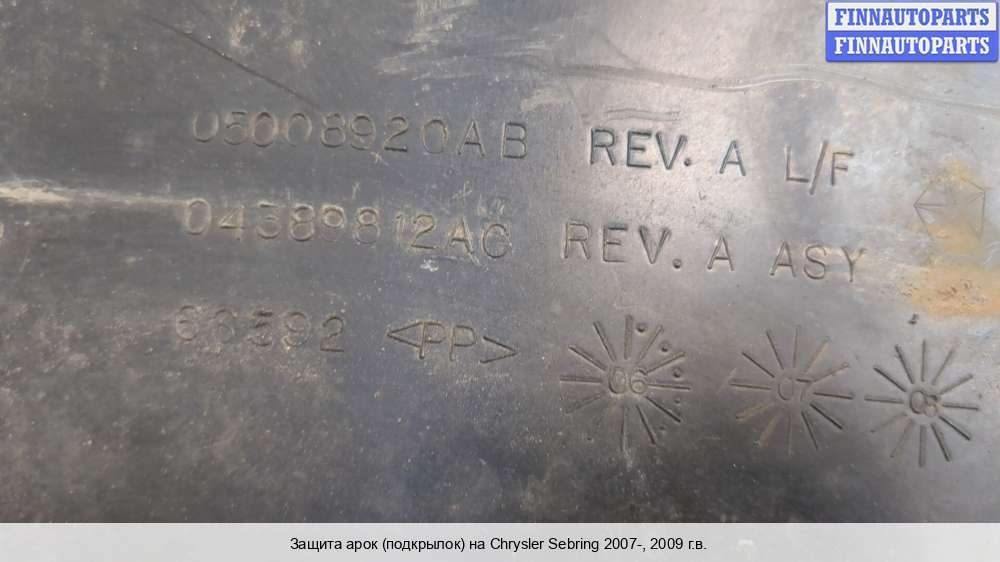 FINNAUTOPARTS
FINNAUTOPARTS
05008920AB REV. A L/F
04389812AC REV. A ASY
63592 <PP>
06 07 08
Защита арок (подкрылок) на Chrysler Sebring 2007-, 2009 г.в.